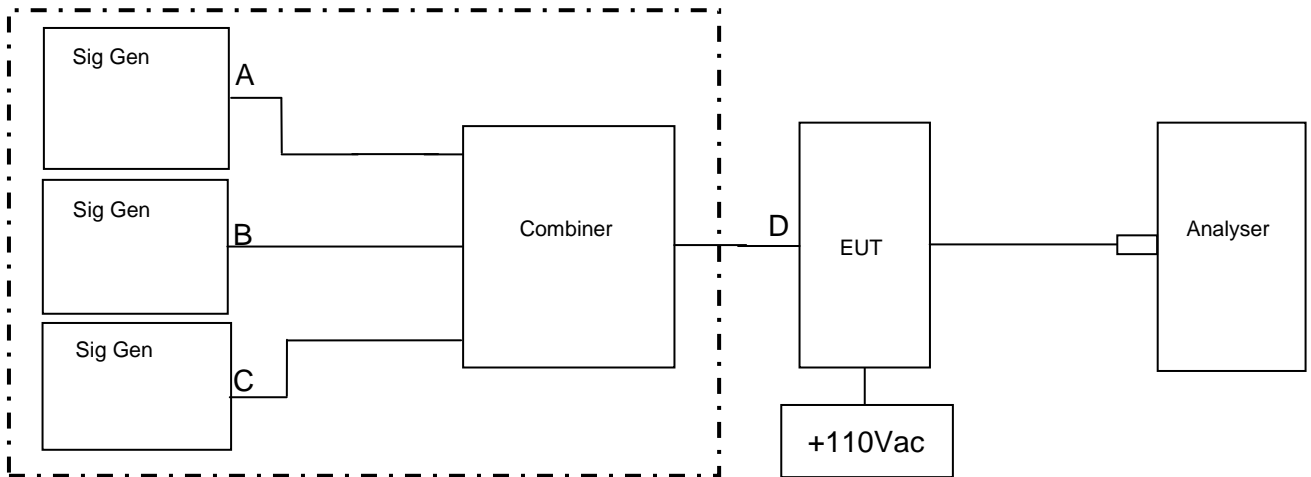 Sig Gen
A
Sig Gen
B
Sig Gen
C
Combiner
D
EUT
Analyser
+110Vac